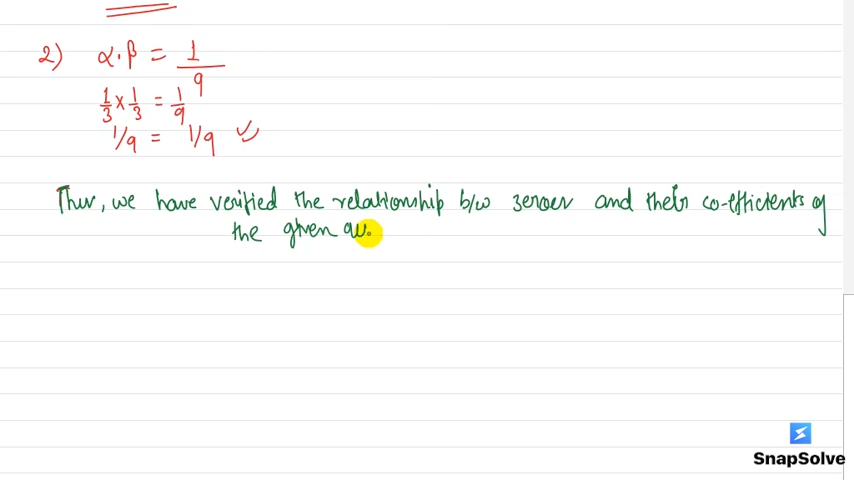 2) α·β = 1/9
1/3 × 1/3 = 1/9
1/9 = 1/9 ✓
Thus, we have verified the relationship b/w zeroes and their co-efficients of
the given qu.
SnapSolve